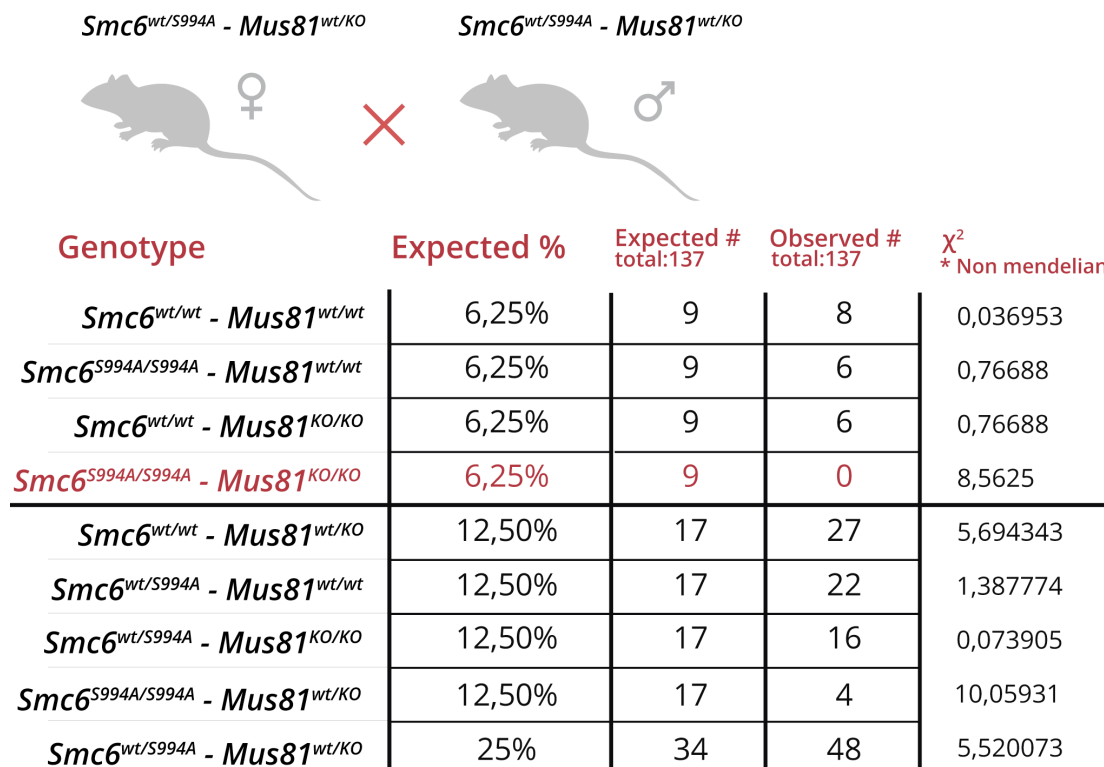 Smc6wt/S994A - Mus81wt/KO Smc6wt/S994A - Mus81wt/KO
♀ × ♂
Genotype Expected % Expected # total:137 Observed # total:137 χ2 * Non mendelian
Smc6wt/wt - Mus81wt/wt 6,25% 9 8 0,036953
Smc6S994A/S994A - Mus81wt/wt 6,25% 9 6 0,76688
Smc6wt/wt - Mus81KO/KO 6,25% 9 6 0,76688
Smc6S994A/S994A - Mus81KO/KO 6,25% 9 0 8,5625
Smc6wt/wt - Mus81wt/KO 12,50% 17 27 5,694343
Smc6wt/S994A - Mus81wt/wt 12,50% 17 22 1,387774
Smc6wt/S994A - Mus81KO/KO 12,50% 17 16 0,073905
Smc6S994A/S994A - Mus81wt/KO 12,50% 17 4 10,05931
Smc6wt/S994A - Mus81wt/KO 25% 34 48 5,520073